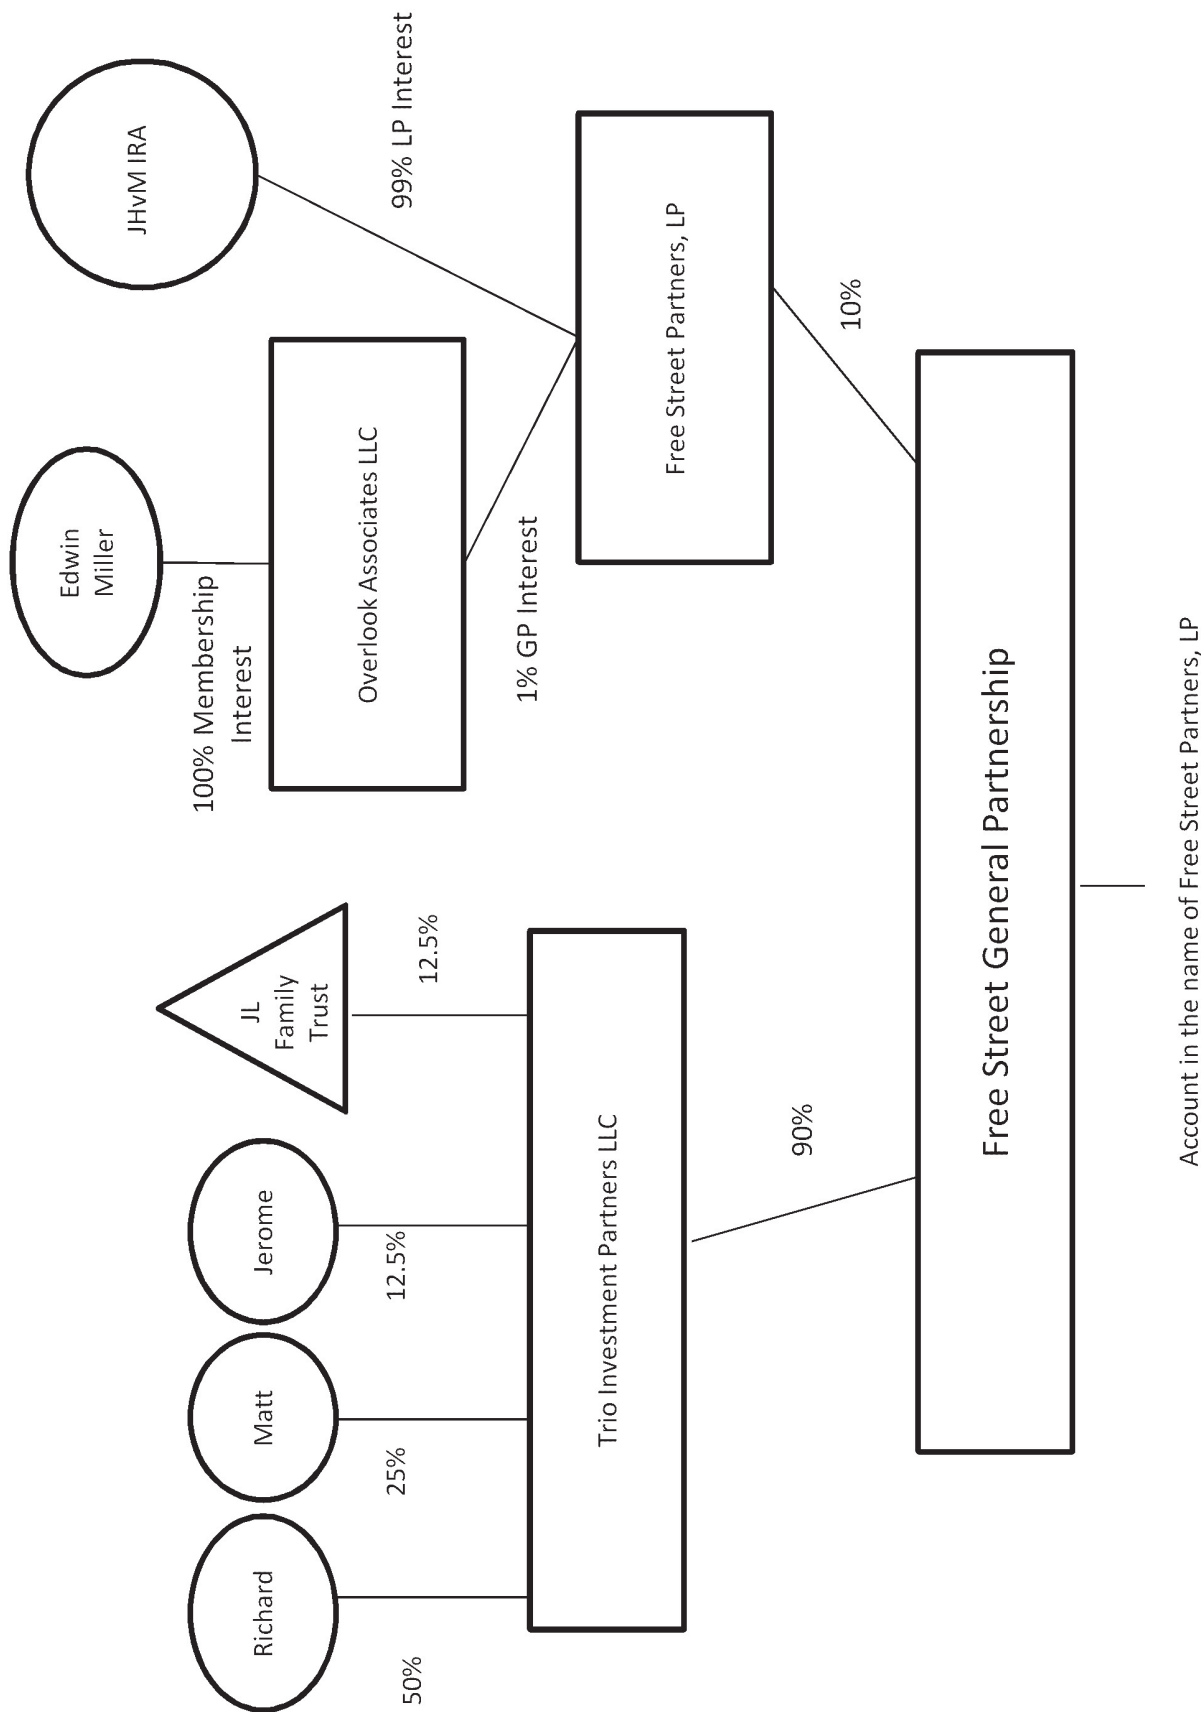 Edwin
Miller
JHvM IRA
100% Membership
Interest
99% LP Interest
Overlook Associates LLC
1% GP Interest
Richard
Matt
Jerome
JL
Family
Trust
50%
25%
12.5%
12.5%
Trio Investment Partners LLC
Free Street Partners, LP
90%
10%
Free Street General Partnership
Account in the name of Free Street Partners, LP